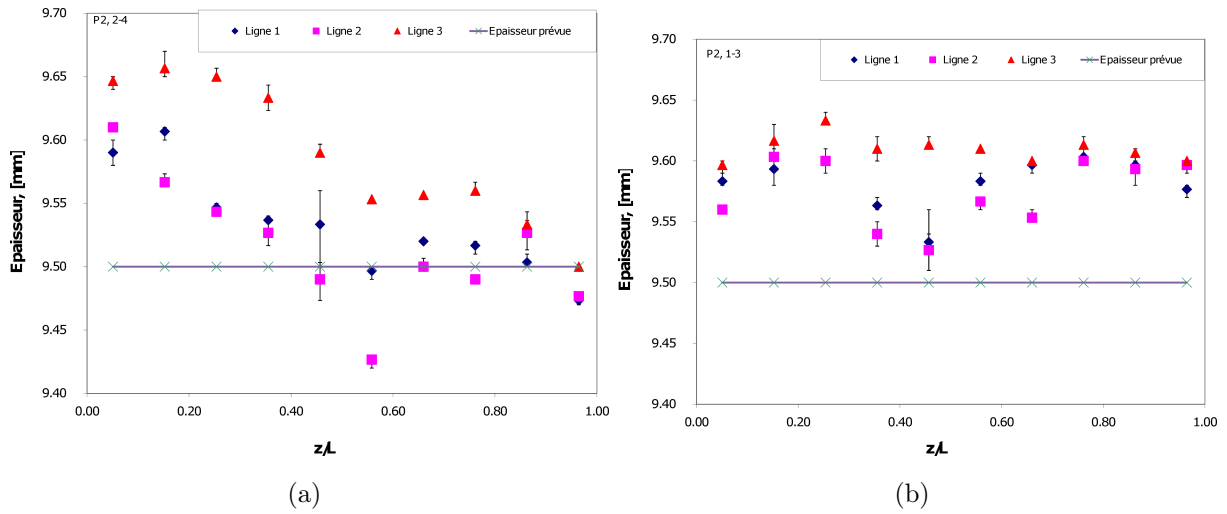 P2, 2-4
Ligne 1
Ligne 2
Ligne 3
Epaisseur prévue
9.70
9.65
9.60
9.55
9.50
9.45
9.40
Epaisseur, [mm]
0.00
0.20
0.40
0.60
0.80
1.00
z/L
(a)
P2, 1-3
Ligne 1
Ligne 2
Ligne 3
Epaisseur prévue
9.70
9.65
9.60
9.55
9.50
9.45
9.40
Epaisseur, [mm]
0.00
0.20
0.40
0.60
0.80
1.00
z/L
(b)